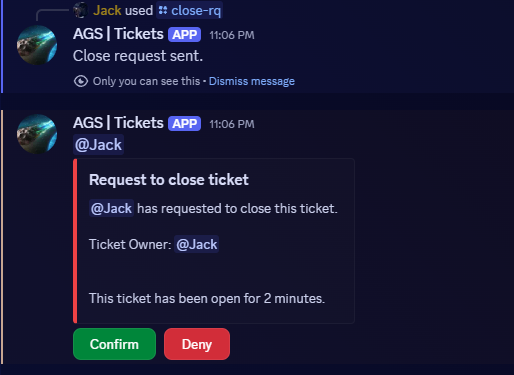 Jack used close-rq
AGS | Tickets APP 11:06 PM
Close request sent.
Only you can see this • Dismiss message
AGS | Tickets APP 11:06 PM
@Jack
Request to close ticket
@Jack has requested to close this ticket.
Ticket Owner: @Jack
This ticket has been open for 2 minutes.
Confirm Deny